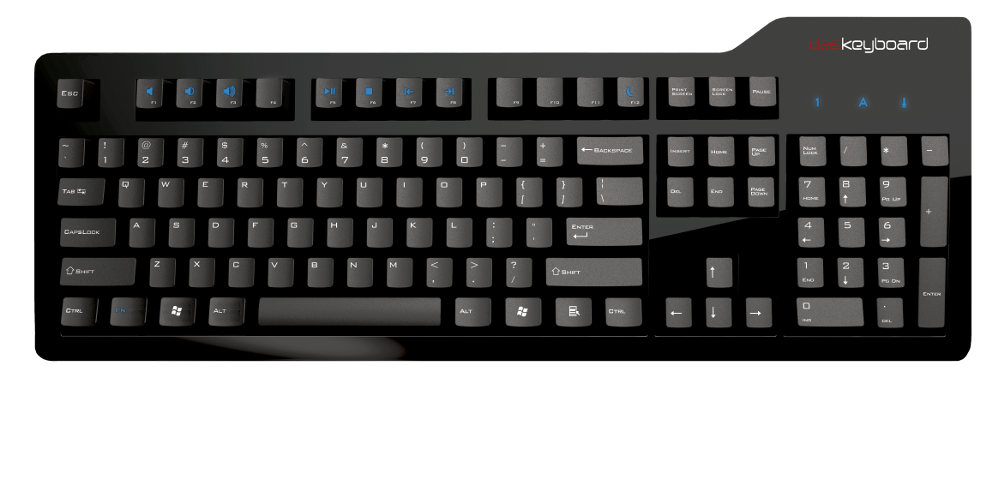 daskeyboard
Esc F1 F2 F3 F4 F5 F6 F7 F8 F9 F10 F11 F12 Print Screen Screen Lock Pause
1 A
~ ` ! 1 @ 2 # 3 $ 4 % 5 ^ 6 & 7 * 8 ( 9 ) 0 - + = ← Backspace Insert Home Page Up Num Lock / * -
Tab Q W E R T Y U I O P { [ } ] \ Del End Page Down 7 Home 8 ↑ 9 Pg Up +
CapsLock A S D F G H J K L : ; " ' Enter 4 ← 5 6 →
⇧ Shift Z X C V B N M < , > . ? / ⇧ Shift ↑ 1 End 2 ↓ 3 Pg Dn Enter
Ctrl Alt Alt Ctrl ← ↓ → 0 Ins . Del